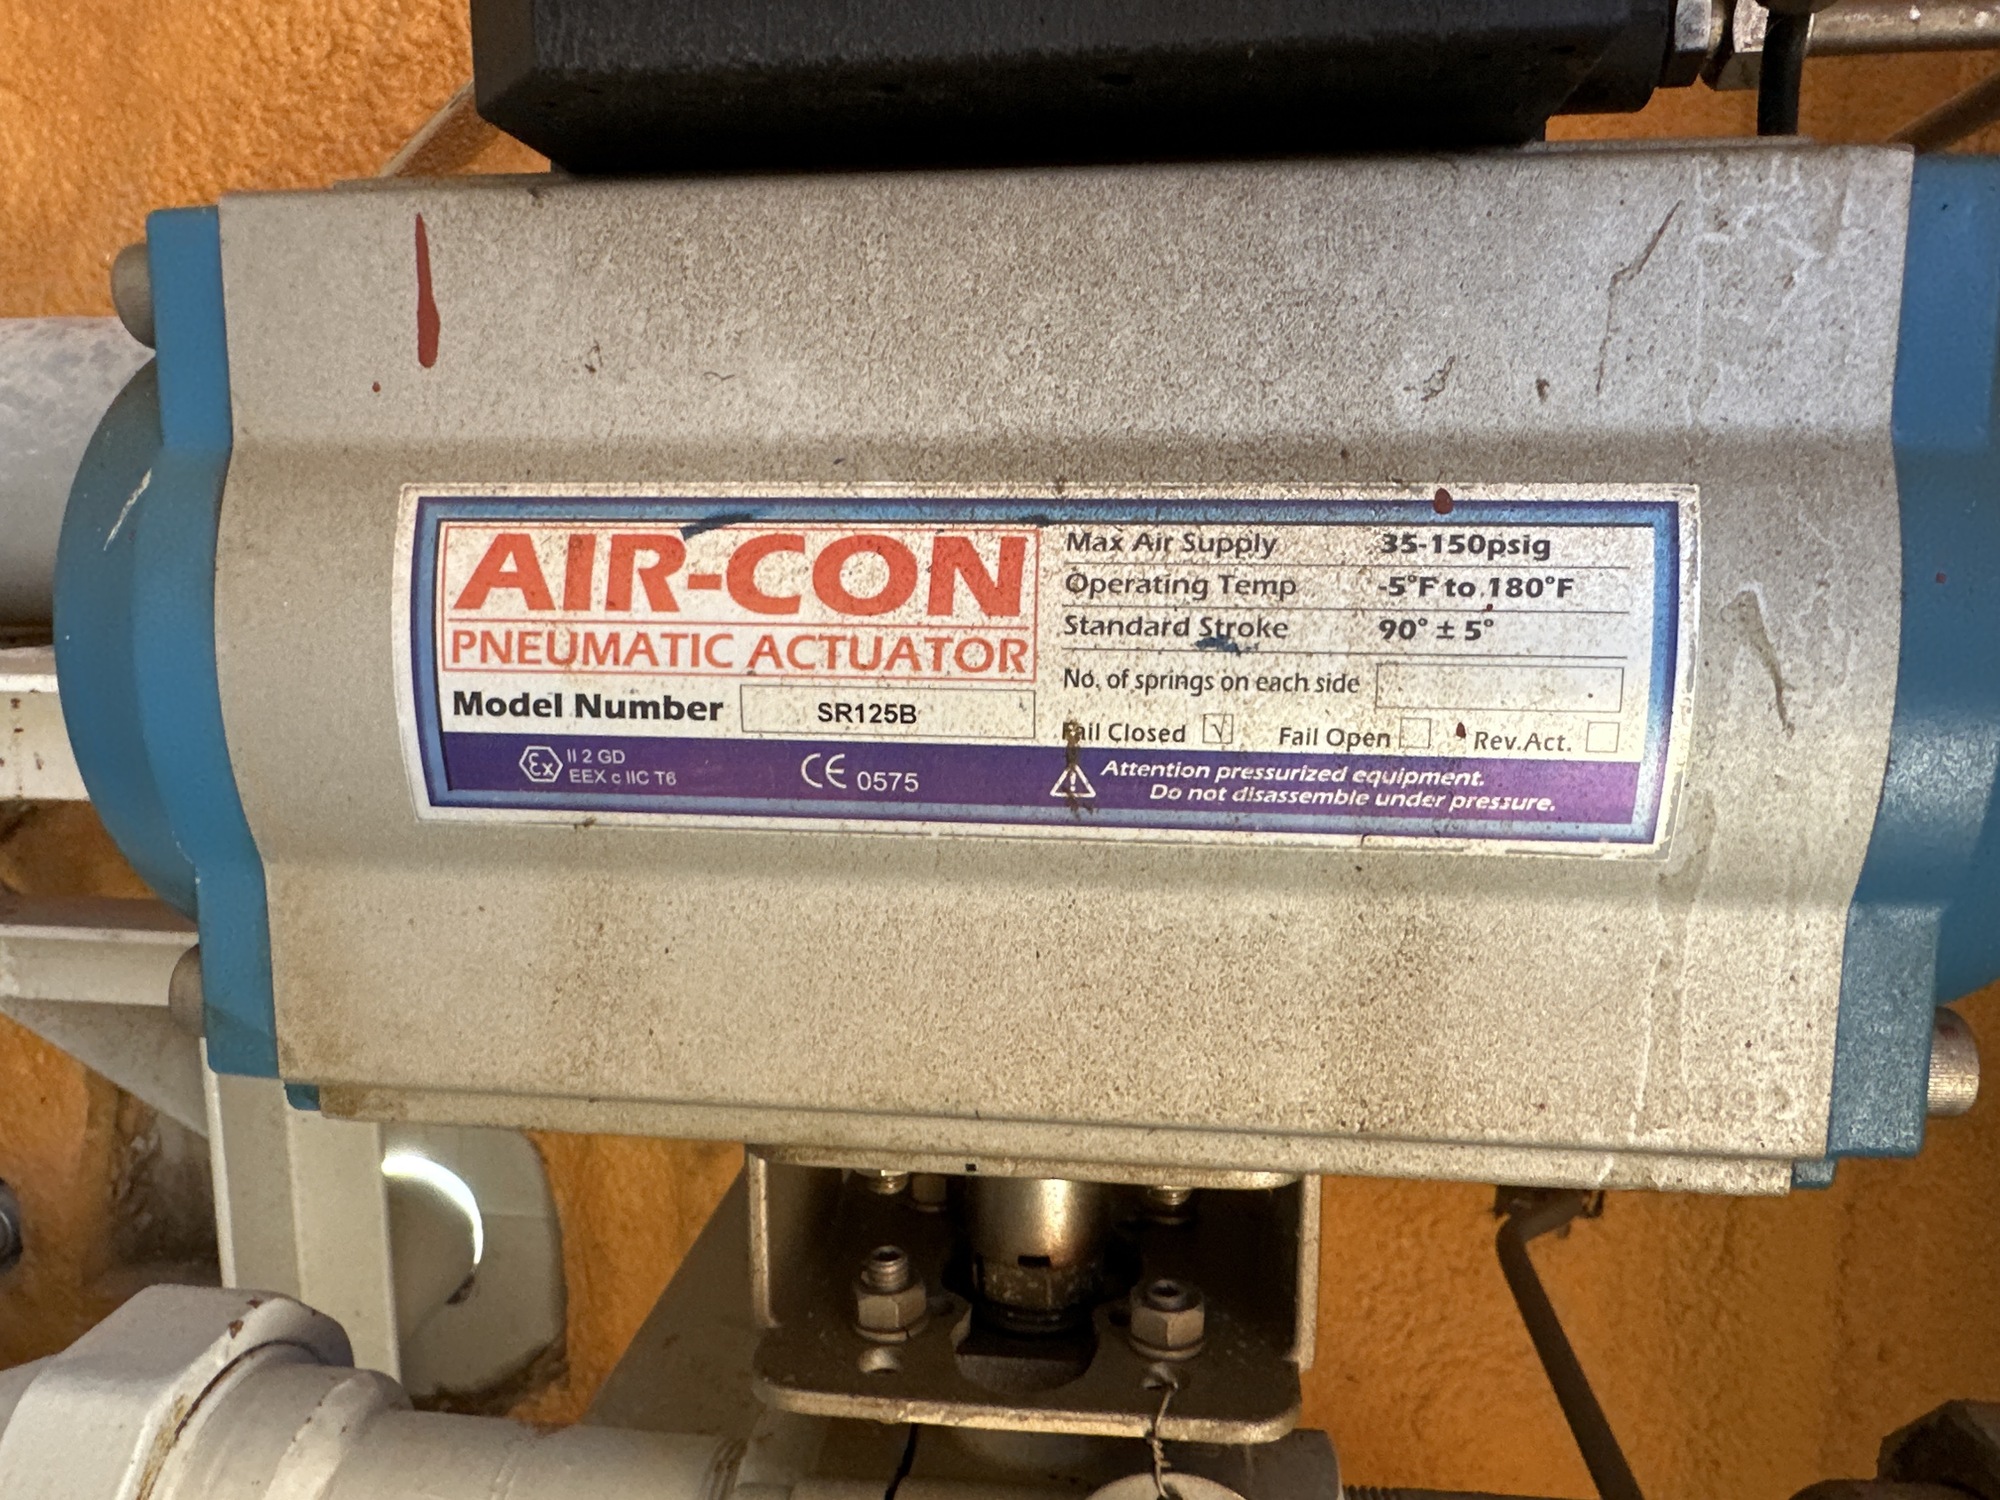 AIR-CON
PNEUMATIC ACTUATOR
Model Number SR125B
Ex II 2 GD
EEX c IIC T6
CE 0575
Max Air Supply 35-150psig
Operating Temp -5°F to 180°F
Standard Stroke 90° ± 5°
No. of springs on each side
Fail Closed √ Fail Open Rev.Act.
Attention pressurized equipment.
Do not disassemble under pressure.